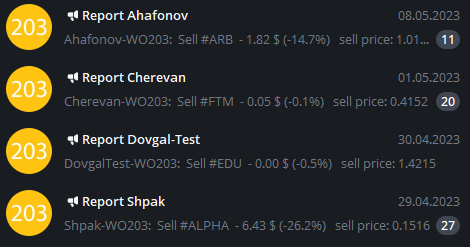 203
Report Ahafonov 08.05.2023
Ahafonov-WO203: Sell #ARB - 1.82 $ (-14.7%) sell price: 1.01... 11
203
Report Cherevan 01.05.2023
Cherevan-WO203: Sell #FTM - 0.05 $ (-0.1%) sell price: 0.4152 20
203
Report Dovgal-Test 30.04.2023
DovgalTest-WO203: Sell #EDU - 0.00 $ (-0.5%) sell price: 1.4215
203
Report Shpak 29.04.2023
Shpak-WO203: Sell #ALPHA - 6.43 $ (-26.2%) sell price: 0.1516 27